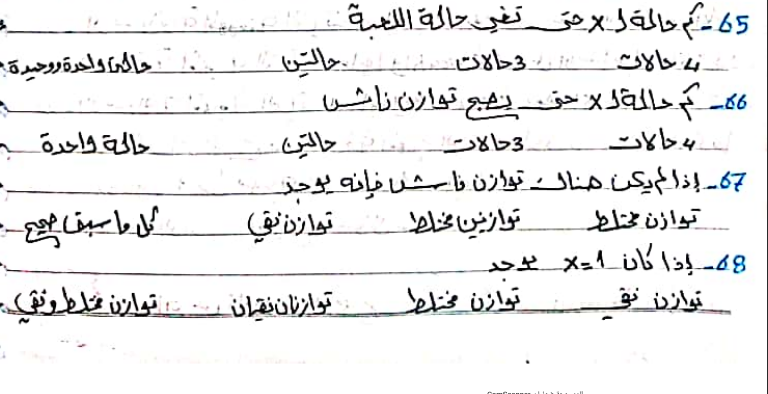 65- كم حالة لـ x حتى تغير حالة اللعبة
4 حالات 3 حالات حالتين حالة واحدة ووحيدة
66- كم حالة لـ x حتى يصبح توازن ناش
4 حالات 3 حالات حالتين حالة واحدة
67- إذا لم يكن هناك توازن ناش فإنه يوجد
توازن مختلط توازنين مختلط توازن نقي كل ما سبق صحيح
68- إذا كان x=1 يوجد
توازن نقي توازن مختلط توازنان نقيان توازن مختلط ونقي